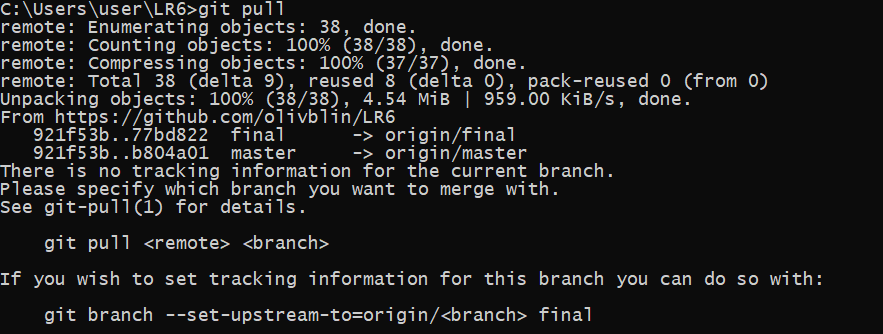 C:\Users\user\LR6>git pull
remote: Enumerating objects: 38, done.
remote: Counting objects: 100% (38/38), done.
remote: Compressing objects: 100% (37/37), done.
remote: Total 38 (delta 9), reused 8 (delta 0), pack-reused 0 (from 0)
Unpacking objects: 100% (38/38), 4.54 MiB | 959.00 KiB/s, done.
From https://github.com/olivblin/LR6
   921f53b..77bd822  final      -> origin/final
   921f53b..b804a01  master     -> origin/master
There is no tracking information for the current branch.
Please specify which branch you want to merge with.
See git-pull(1) for details.

    git pull <remote> <branch>

If you wish to set tracking information for this branch you can do so with:

    git branch --set-upstream-to=origin/<branch> final